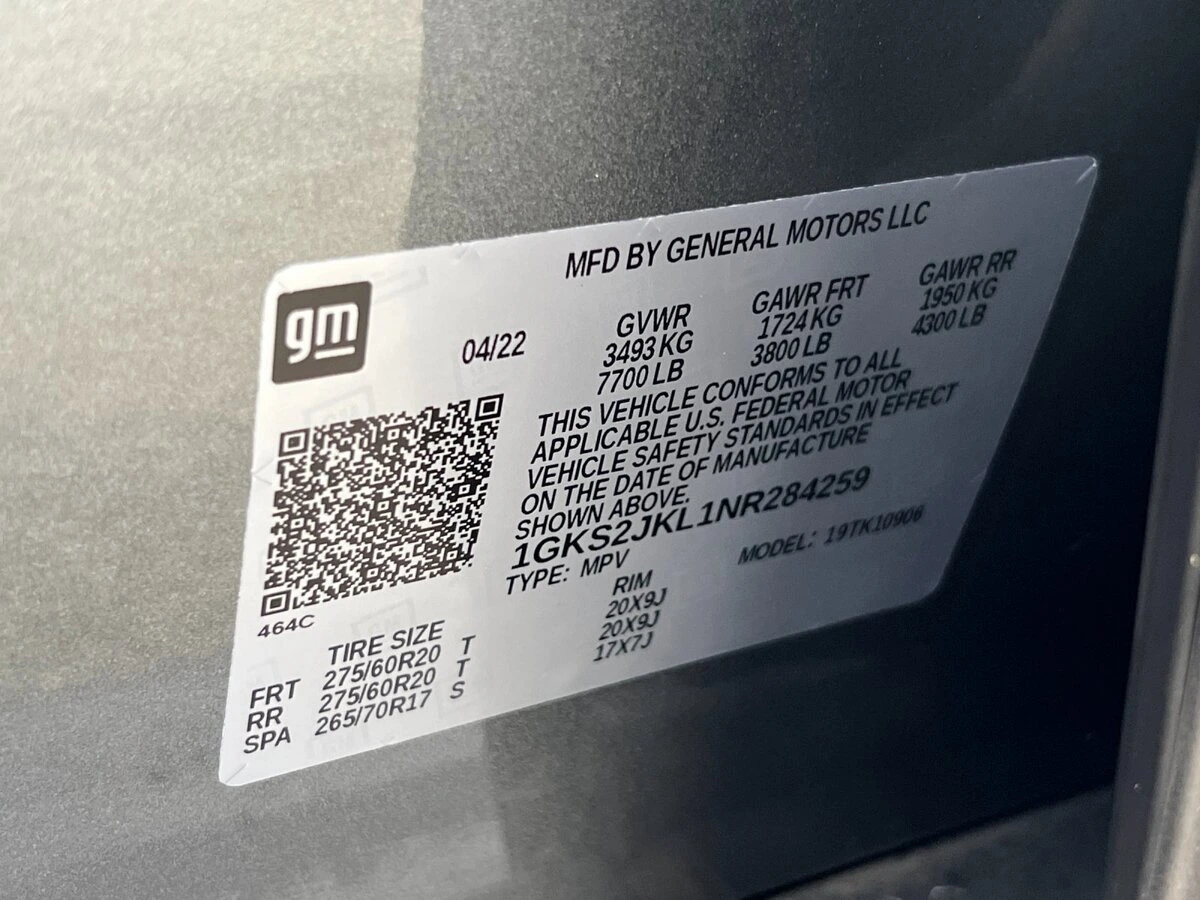 MFD BY GENERAL MOTORS LLC
gm
04/22
GVWR GAWR FRT GAWR RR
3493 KG 1724 KG 1950 KG
7700 LB 3800 LB 4300 LB
THIS VEHICLE CONFORMS TO ALL
APPLICABLE U.S. FEDERAL MOTOR
VEHICLE SAFETY STANDARDS IN EFFECT
ON THE DATE OF MANUFACTURE
SHOWN ABOVE.
1GKS2JKL1NR284259
TYPE: MPV MODEL: 19TK10906
464C
TIRE SIZE RIM
FRT 275/60R20 T 20X9J
RR 275/60R20 T 20X9J
SPA 265/70R17 S 17X7J